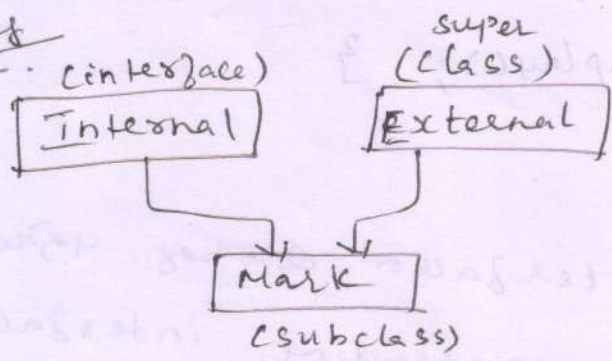 super
(interface) (class)
Internal External
Mark
(subclass)